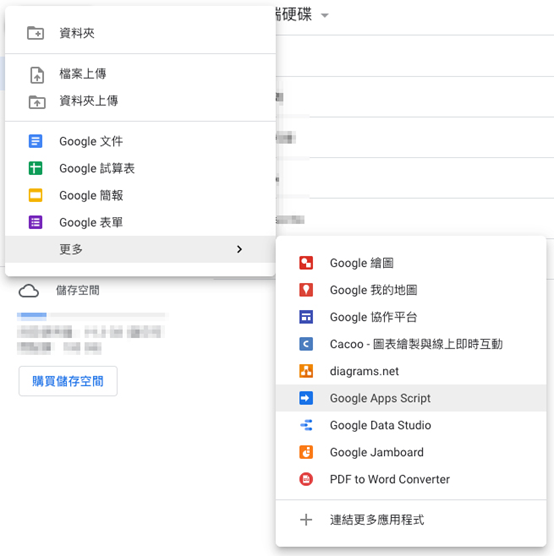 端硬碟
資料夾
檔案上傳
資料夾上傳
Google 文件
Google 試算表
Google 簡報
Google 表單
更多
儲存空間
購買儲存空間
Google 繪圖
Google 我的地圖
Google 協作平台
Cacoo - 圖表繪製與線上即時互動
diagrams.net
Google Apps Script
Google Data Studio
Google Jamboard
PDF to Word Converter
連結更多應用程式